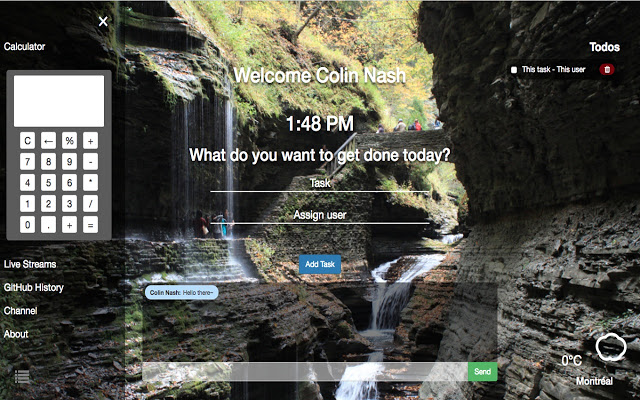 ×
Calculator
C ← % +
7 8 9 -
4 5 6 *
1 2 3 /
0 . + =
Live Streams
GitHub History
Channel
About
Welcome Colin Nash
1:48 PM
What do you want to get done today?
Task
Assign user
Add Task
Colin Nash: Hello there~
Send
Todos
This task - This user
0°C
Montréal